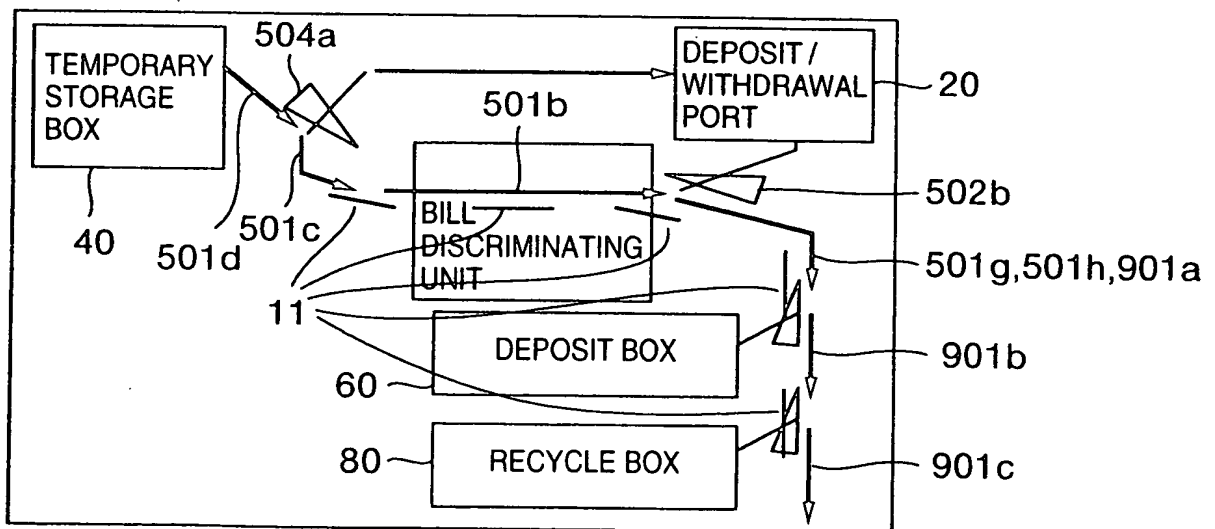 504a
TEMPORARY
STORAGE
BOX
DEPOSIT /
WITHDRAWAL
PORT
20
501b
502b
40
501d
501c
BILL
DISCRIMINATING
UNIT
501g,501h,901a
11
DEPOSIT BOX
60
901b
RECYCLE BOX
80
901c